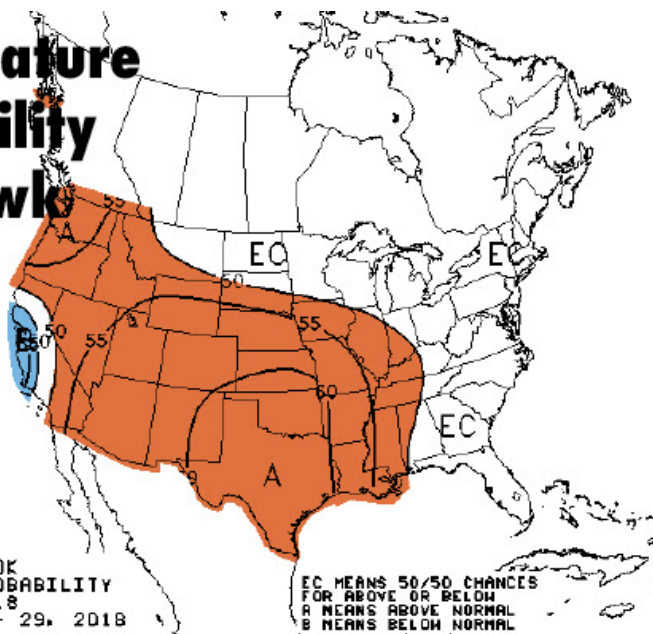 ature
ility
wk
55
A
EC
EC
50
55
50
55
60
EC
A
OK
OBABILITY
29, 2018
EC MEANS 50/50 CHANCES
FOR ABOVE OR BELOW
A MEANS ABOVE NORMAL
B MEANS BELOW NORMAL